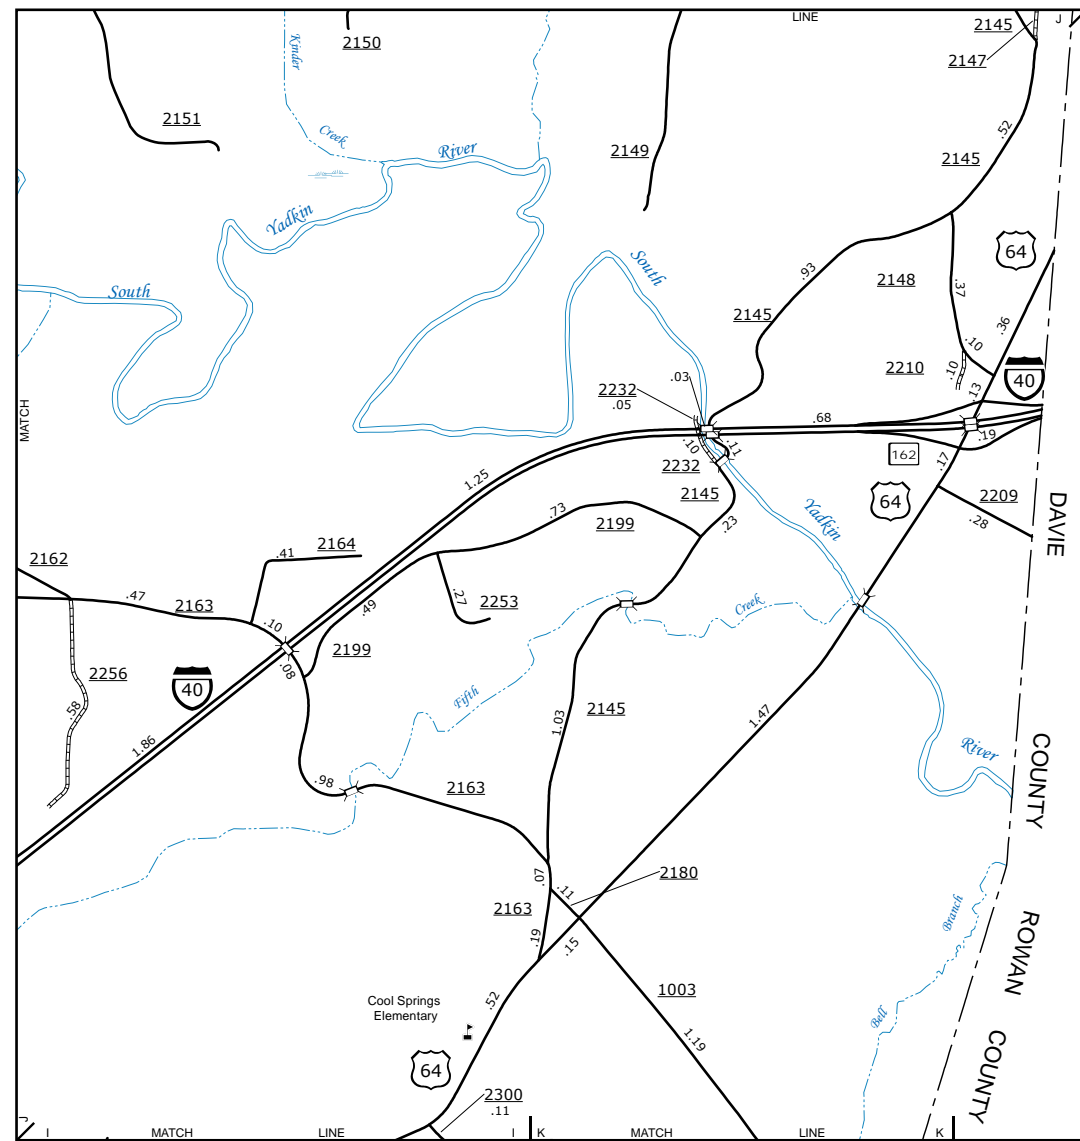 LINE
J
2145
2147
2150
Kinder
2151
Creek
River
2149
.52
2145
Yadkin
64
South
South
.93
2148
.37
2145
.36
.10
2210
.10
40
.03
2232
.05
.13
MATCH
.68
.19
.10
.11
162
.17
2232
1.25
2145
64
2209
.28
DAVIE
.73
2199
.23
Yadkin
2164
.41
2162
.47
2163
.49
.27
2253
Creek
.10
2199
.08
2256
40
Fifth
.58
2145
1.03
1.47
1.86
River
COUNTY
.98
2163
.07
2180
.11
2163
Branch
.19
.15
ROWAN
1003
.52
Cool Springs
Elementary
Bell
1.19
COUNTY
64
2300
.11
J
I
MATCH
LINE
I
K
MATCH
LINE
K